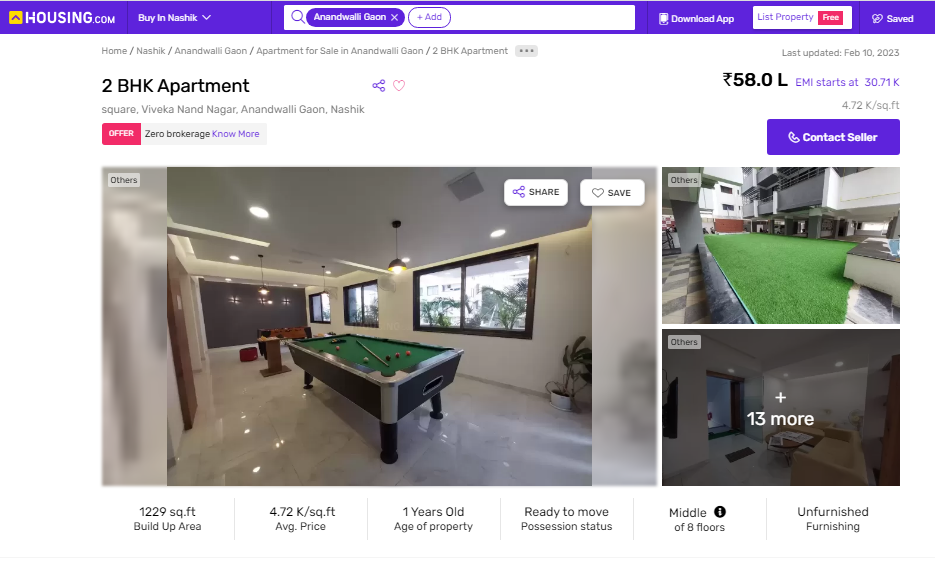 HOUSING.COM
Buy In Nashik
Anandwalli Gaon
+ Add
Download App
List Property Free
Saved
Home / Nashik / Anandwalli Gaon / Apartment for Sale in Anandwalli Gaon / 2 BHK Apartment
Last updated: Feb 10, 2023
2 BHK Apartment
₹58.0 L EMI starts at 30.71 K
square, Viveka Nand Nagar, Anandwalli Gaon, Nashik
4.72 K/sq.ft
OFFER Zero brokerage Know More
Contact Seller
Others
SHARE
SAVE
Others
Others
+
13 more
1229 sq.ft
Build Up Area
4.72 K/sq.ft
Avg. Price
1 Years Old
Age of property
Ready to move
Possession status
Middle
of 8 floors
Unfurnished
Furnishing